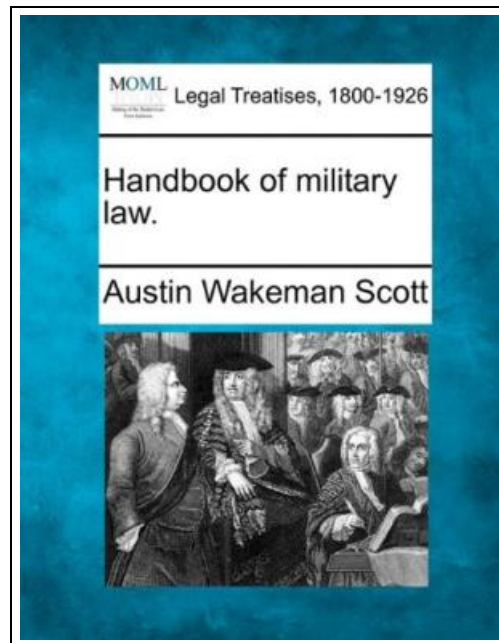 MOML Legal Treatises, 1800-1926
Handbook of military
law.
Austin Wakeman Scott